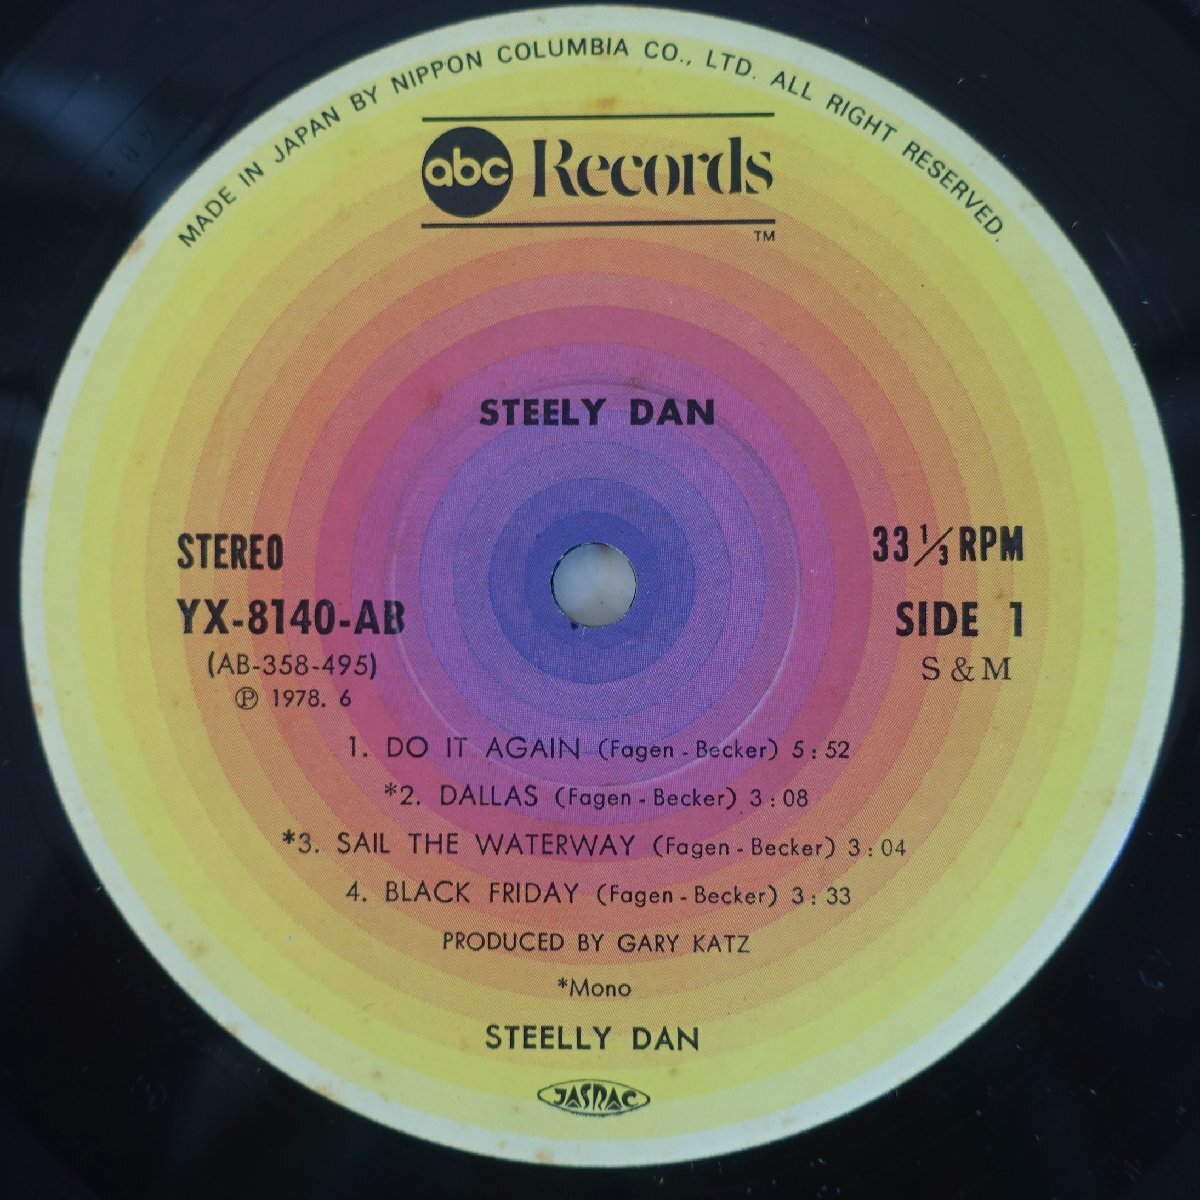 MADE IN JAPAN BY NIPPON COLUMBIA CO., LTD. ALL RIGHT RESERVED.
abc Records
TM
STEELY DAN
STEREO
33 1/3 RPM
YX-8140-AB
SIDE 1
(AB-358-495)
S & M
Ⓟ 1978. 6
1. DO IT AGAIN (Fagen - Becker) 5 : 52
*2. DALLAS (Fagen - Becker) 3 : 08
*3. SAIL THE WATERWAY (Fagen - Becker) 3 : 04
4. BLACK FRIDAY (Fagen - Becker) 3 : 33
PRODUCED BY GARY KATZ
*Mono
STEELLY DAN
JASRAC